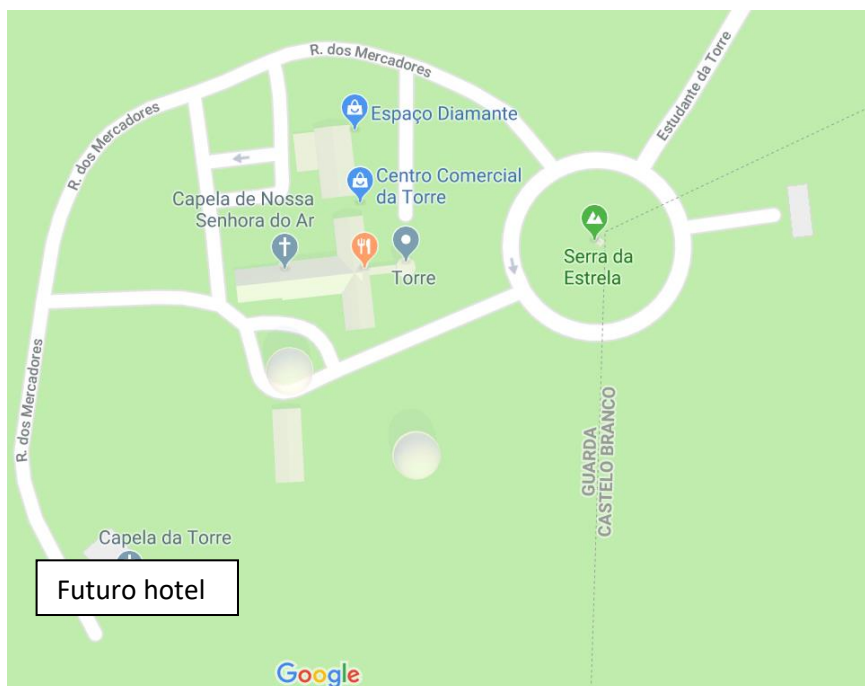 R. dos Mercadores
Estudante da Torre
R. dos Mercadores
Espaço Diamante
Centro Comercial
da Torre
Capela de Nossa
Senhora do Ar
Torre
Serra da
Estrela
R. dos Mercadores
GUARDA
CASTELO BRANCO
Capela da Torre
Futuro hotel
Google